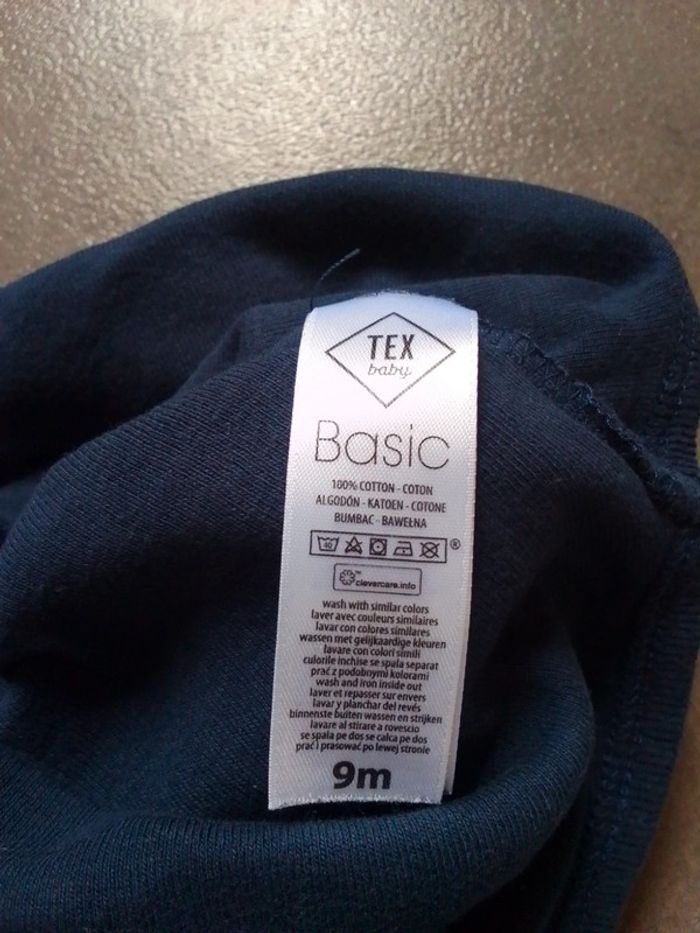 TEX
baby
Basic
100% COTTON - COTON
ALGODÓN - KATOEN - COTONE
BUMBAC - BAWEŁNA
40
®
™
clevercare.info
wash with similar colors
laver avec couleurs similaires
lavar con colores similares
wassen met gelijkaardige kleuren
lavare con colori simili
culorile inchise se spala separat
prać z podobnymi kolorami
wash and iron inside out
laver et repasser sur envers
lavar y planchar del revés
binnenste buiten wassen en strijken
lavare al stirare a rovescio
se spala pe dos se calca pe dos
prać i prasować po lewej stronie
9m